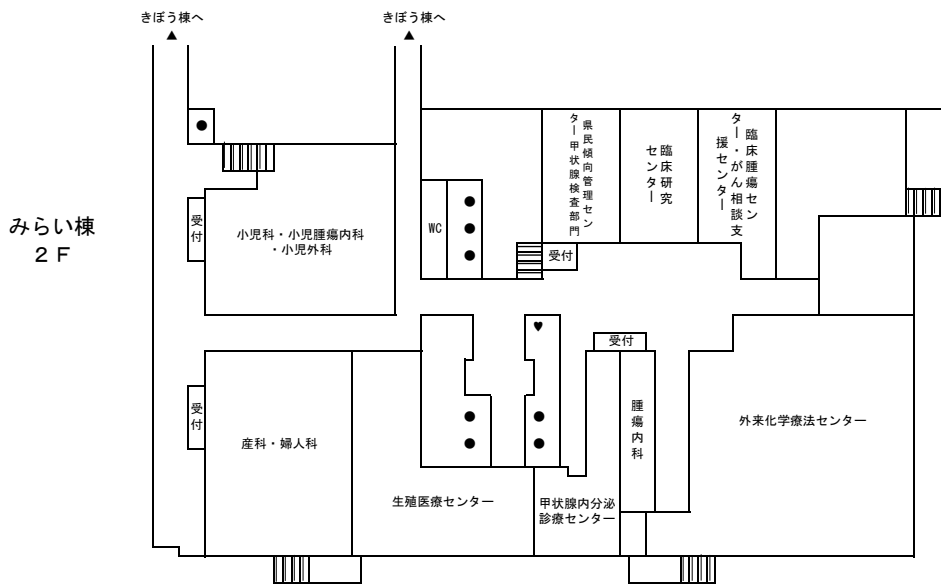 きぼう棟へ
▲
きぼう棟へ
▲
みらい棟
２Ｆ
受付
小児科・小児腫瘍内科
・小児外科
WC
県民傾向管理セン
ター甲状腺検査部門
受付
臨床研究
センター
臨床腫瘍セン
ター・がん相談支
援センター
受付
受付
産科・婦人科
生殖医療センター
甲状腺内分泌
診療センター
腫瘍内科
外来化学療法センター